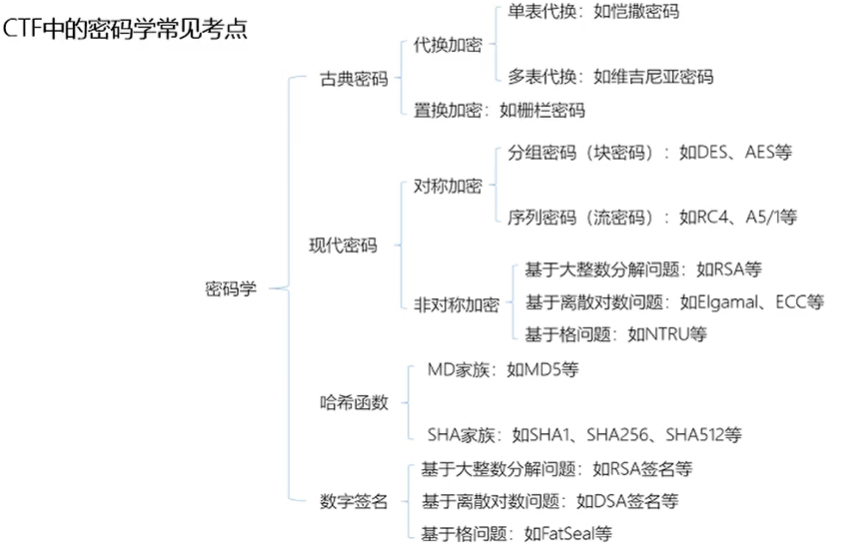 CTF中的密码学常见考点
密码学
古典密码
代换加密
单表代换：如恺撒密码
多表代换：如维吉尼亚密码
置换加密：如栅栏密码
现代密码
对称加密
分组密码（块密码）：如DES、AES等
序列密码（流密码）：如RC4、A5/1等
非对称加密
基于大整数分解问题：如RSA等
基于离散对数问题：如Elgamal、ECC等
基于格问题：如NTRU等
哈希函数
MD家族：如MD5等
SHA家族：如SHA1、SHA256、SHA512等
数字签名
基于大整数分解问题：如RSA签名等
基于离散对数问题：如DSA签名等
基于格问题：如FatSeal等